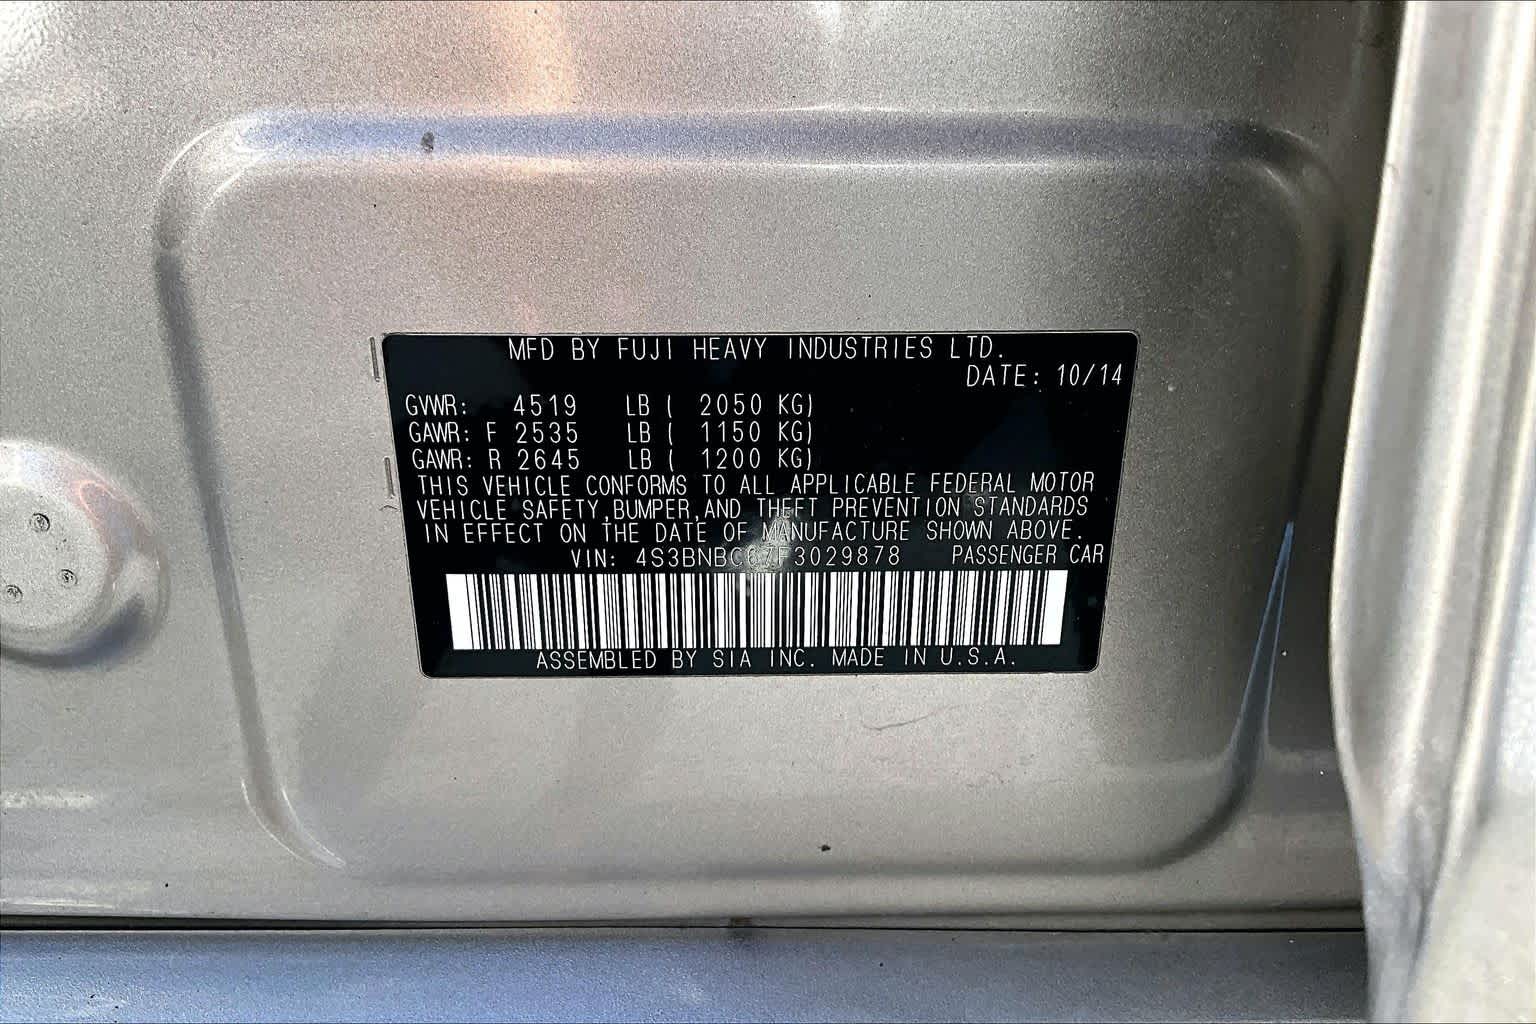 MFD BY FUJI HEAVY INDUSTRIES LTD.
DATE: 10/14
GVWR: 4519 LB ( 2050 KG)
GAWR: F 2535 LB ( 1150 KG)
GAWR: R 2645 LB ( 1200 KG)
THIS VEHICLE CONFORMS TO ALL APPLICABLE FEDERAL MOTOR
VEHICLE SAFETY,BUMPER,AND THEFT PREVENTION STANDARDS
IN EFFECT ON THE DATE OF MANUFACTURE SHOWN ABOVE.
VIN: 4S3BNBC67F3029878 PASSENGER CAR
ASSEMBLED BY SIA INC. MADE IN U.S.A.